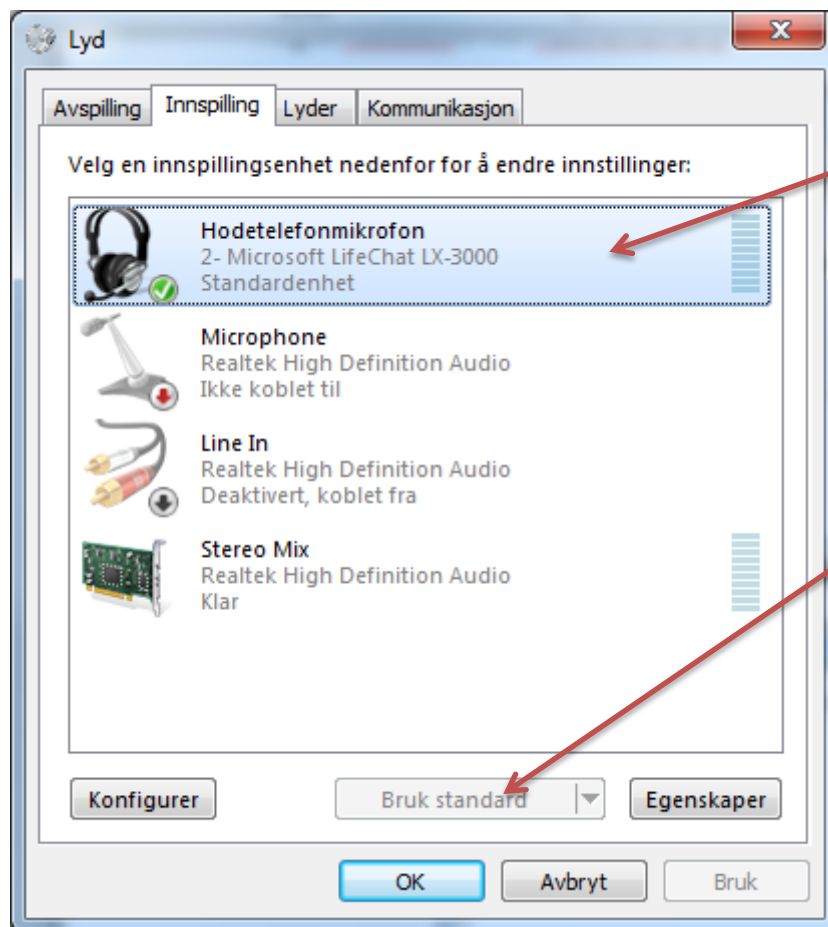 Lyd
Avspilling Innspilling Lyder Kommunikasjon
Velg en innspillingsenhet nedenfor for å endre innstillinger:
Hodetelefonmikrofon
2- Microsoft LifeChat LX-3000
Standardenhet
Microphone
Realtek High Definition Audio
Ikke koblet til
Line In
Realtek High Definition Audio
Deaktivert, koblet fra
Stereo Mix
Realtek High Definition Audio
Klar
Konfigurer Bruk standard Egenskaper
OK Avbryt Bruk